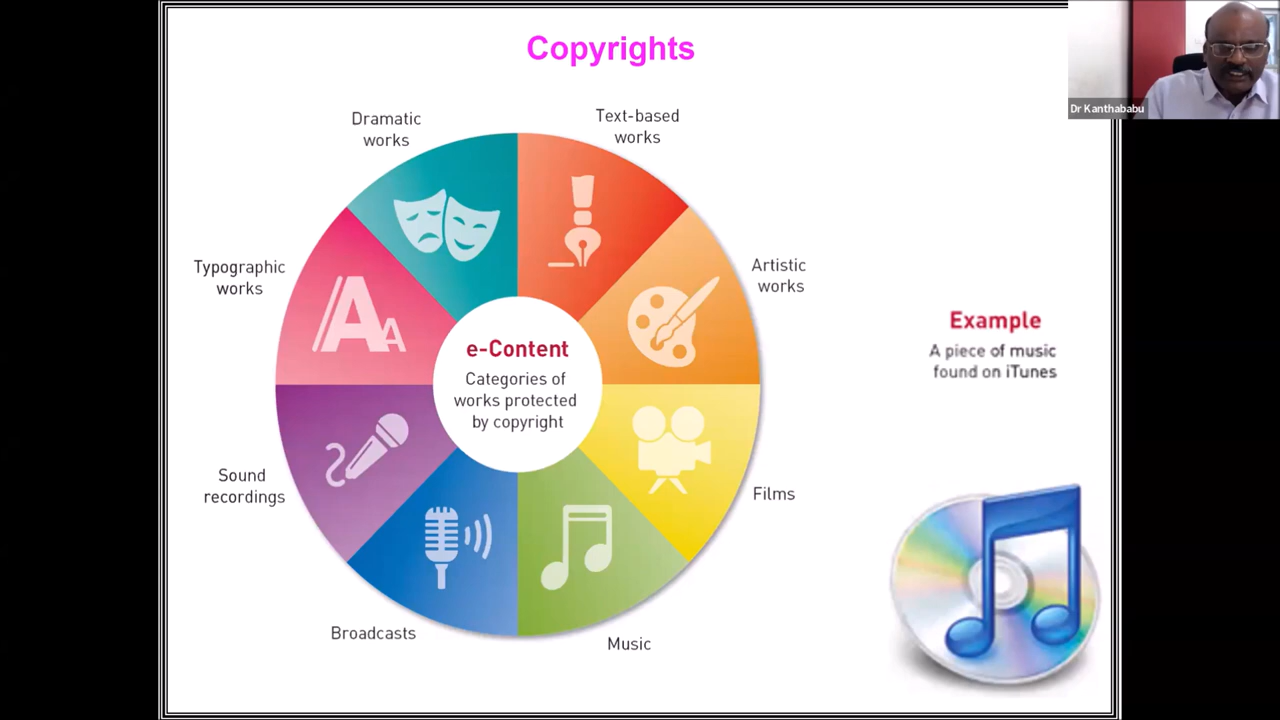 Copyrights
Dr Kanthababu
Dramatic
works
Text-based
works
Typographic
works
Artistic
works
e-Content
Categories of
works protected
by copyright
Example
A piece of music
found on iTunes
Sound
recordings
Films
Broadcasts
Music
A
A